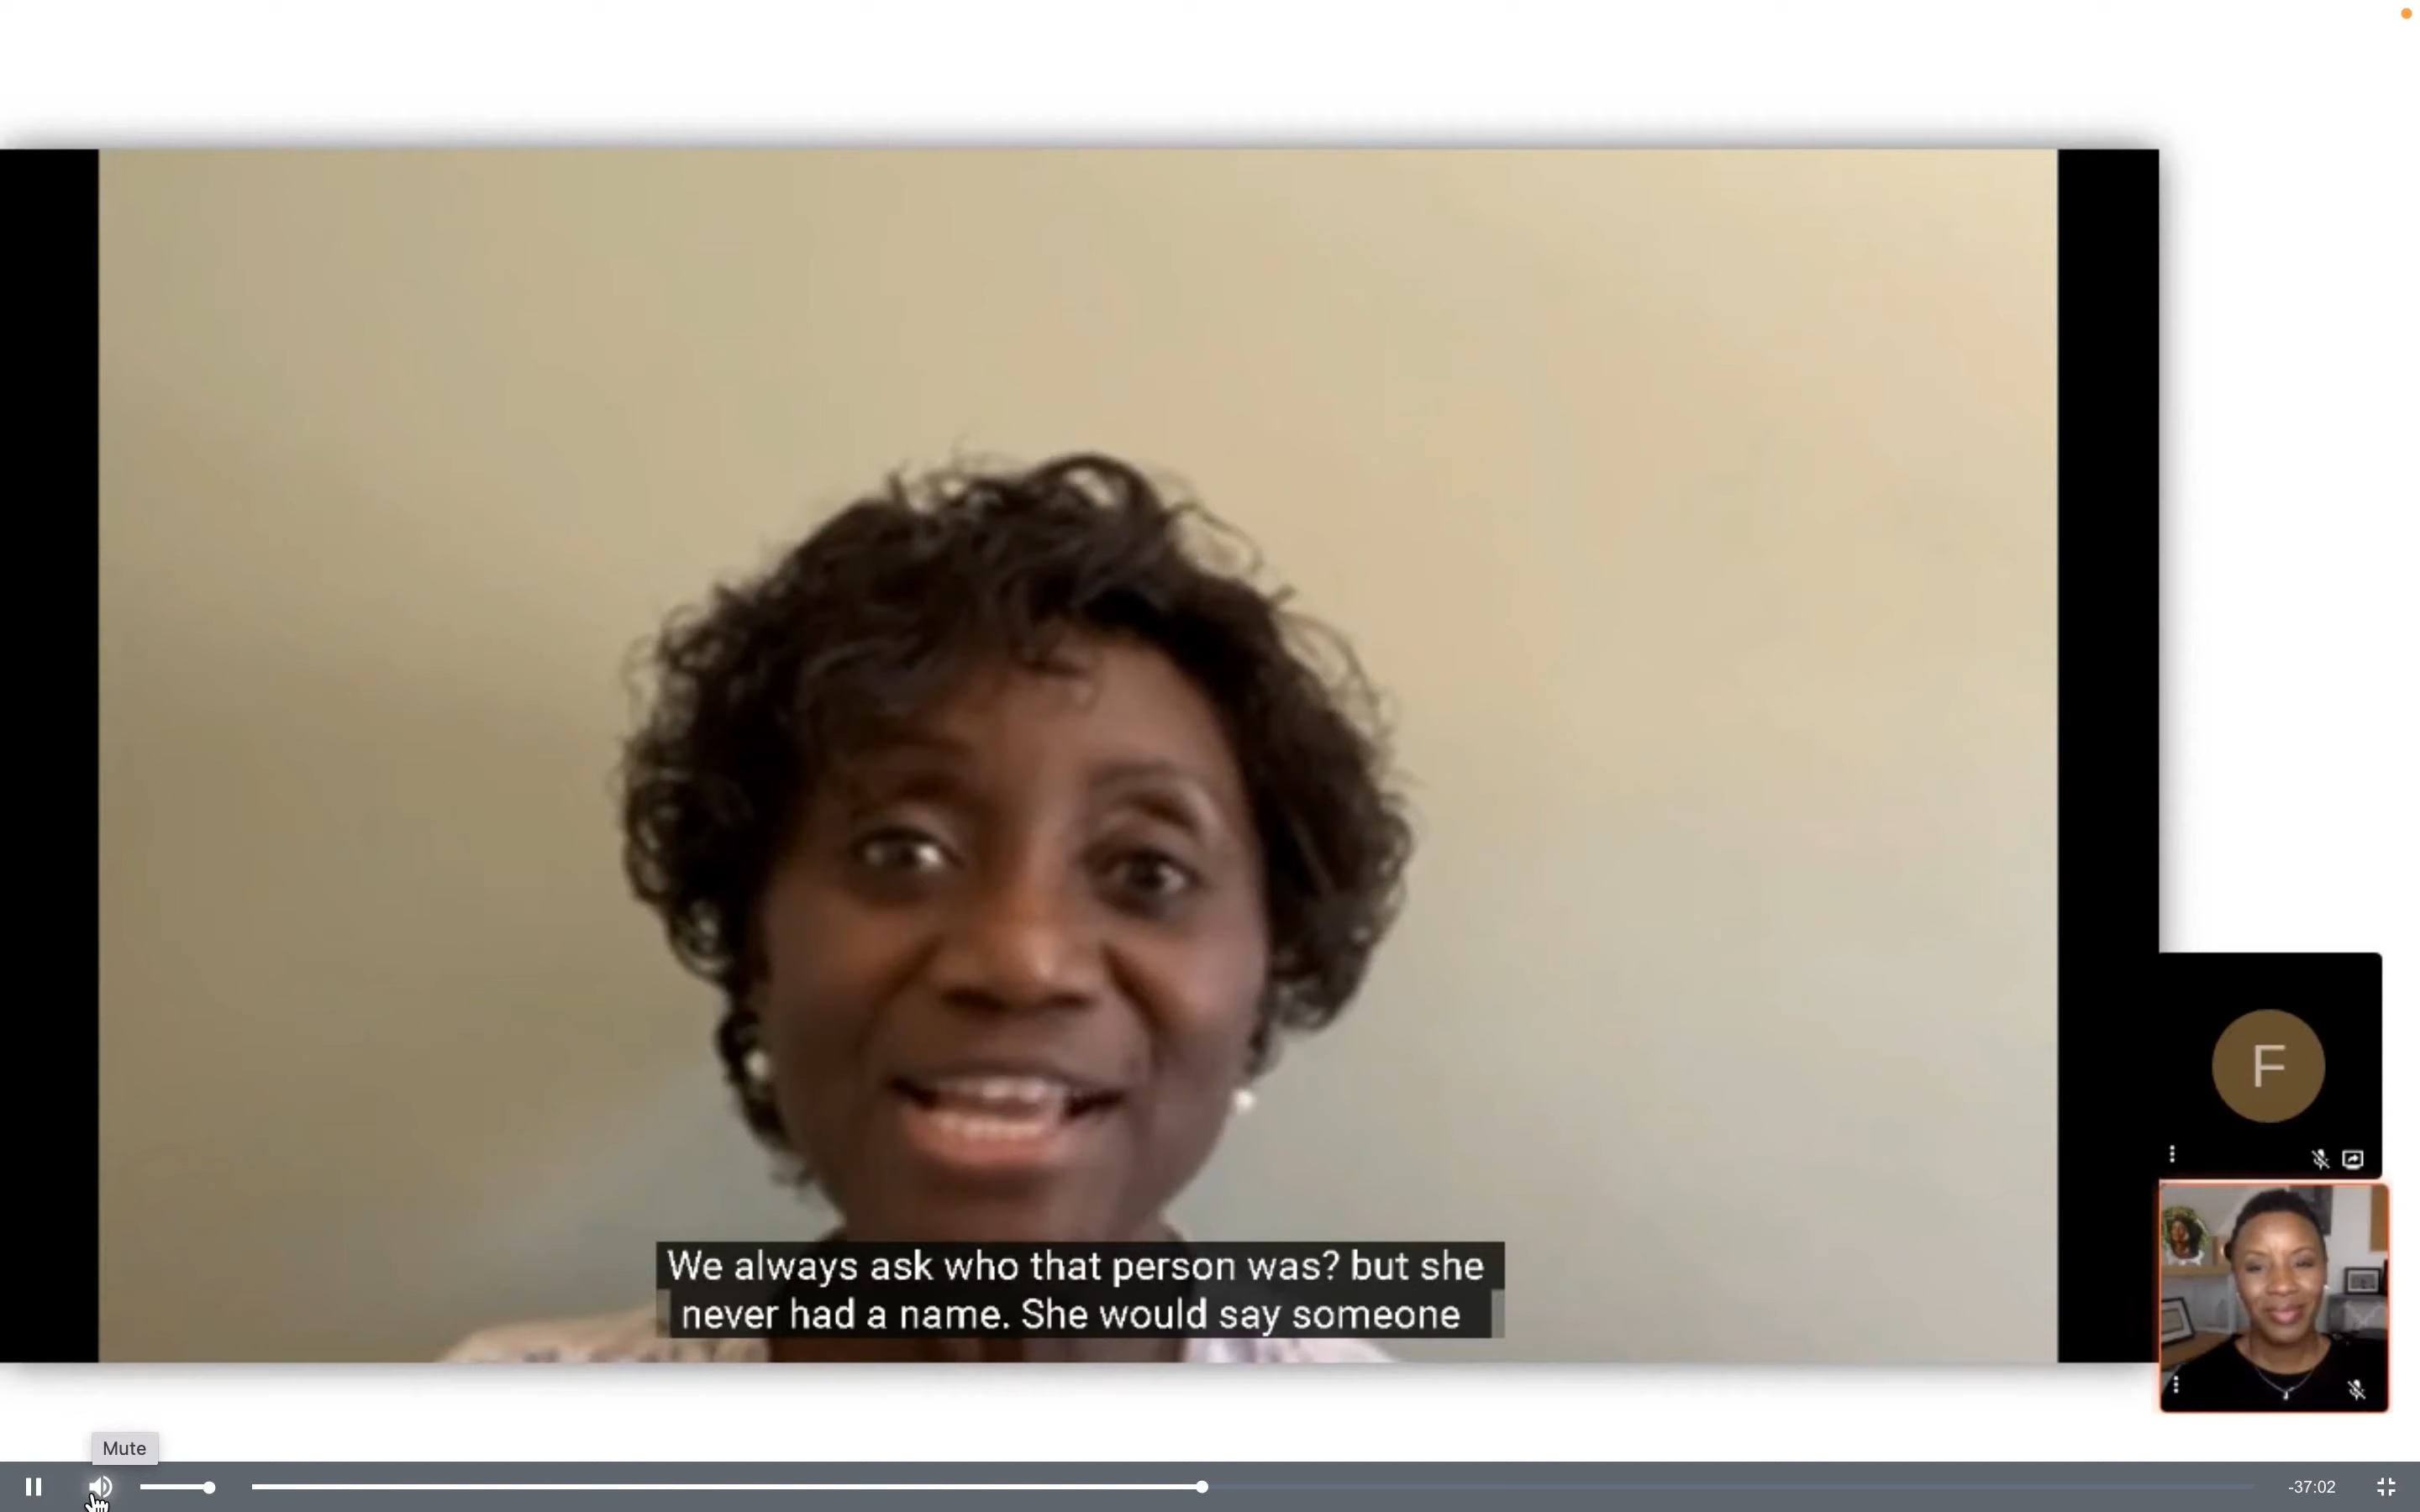 We always ask who that person was? but she
never had a name. She would say someone
F
Mute
-37:02